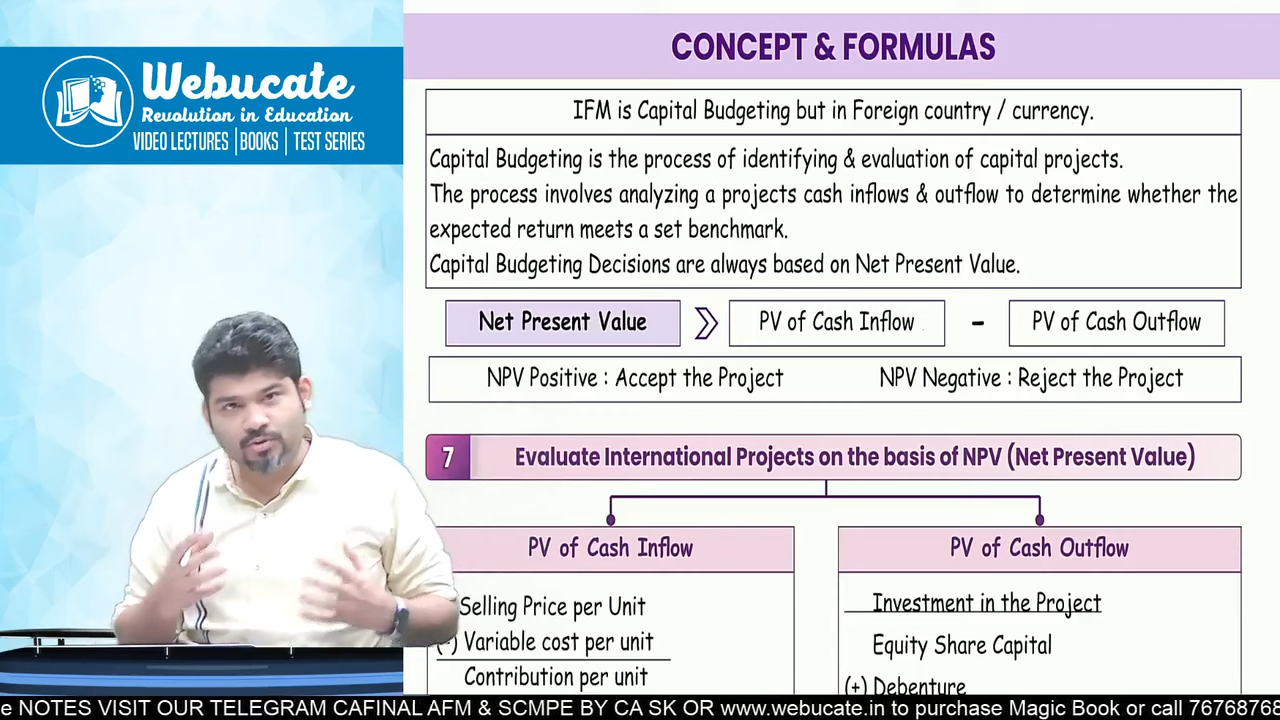 Webucate
Revolution in Education
VIDEO LECTURES | BOOKS | TEST SERIES
CONCEPT & FORMULAS
IFM is Capital Budgeting but in Foreign country / currency.
Capital Budgeting is the process of identifying & evaluation of capital projects.
The process involves analyzing a projects cash inflows & outflow to determine whether the
expected return meets a set benchmark.
Capital Budgeting Decisions are always based on Net Present Value.
Net Present Value PV of Cash Inflow - PV of Cash Outflow
NPV Positive : Accept the Project NPV Negative : Reject the Project
7 Evaluate International Projects on the basis of NPV (Net Present Value)
PV of Cash Inflow
Selling Price per Unit
(-) Variable cost per unit
Contribution per unit
PV of Cash Outflow
Investment in the Project
Equity Share Capital
(+) Debenture
e NOTES VISIT OUR TELEGRAM CAFINAL AFM & SCMPE BY CA SK OR www.webucate.in to purchase Magic Book or call 76768768